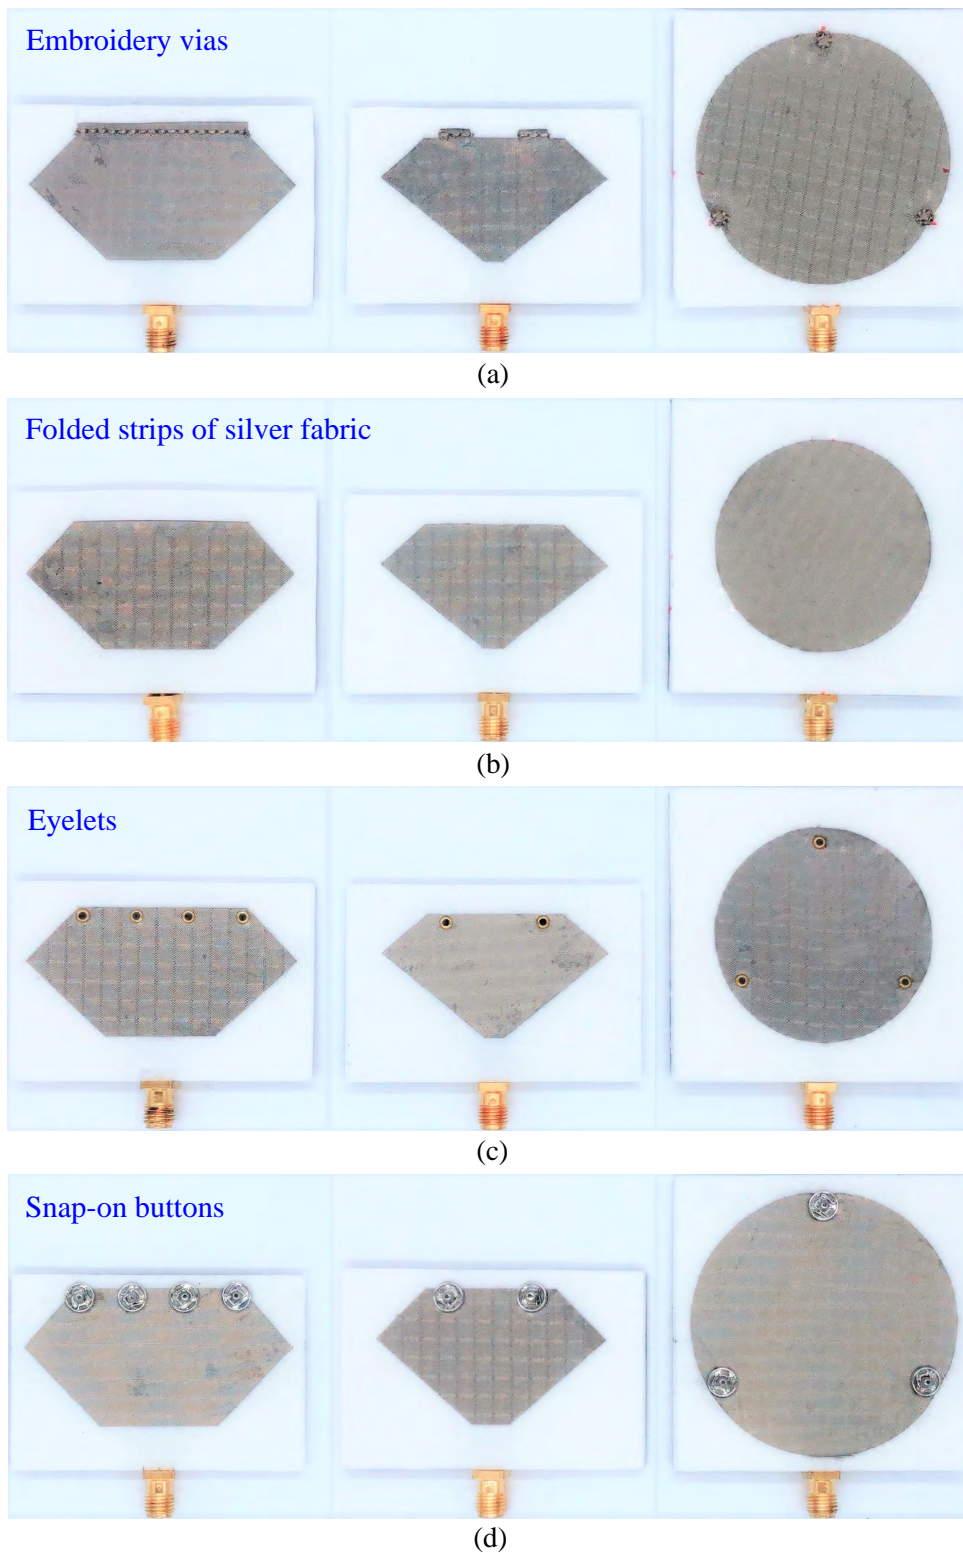 Embroidery vias
(a)
Folded strips of silver fabric
(b)
Eyelets
(c)
Snap-on buttons
(d)